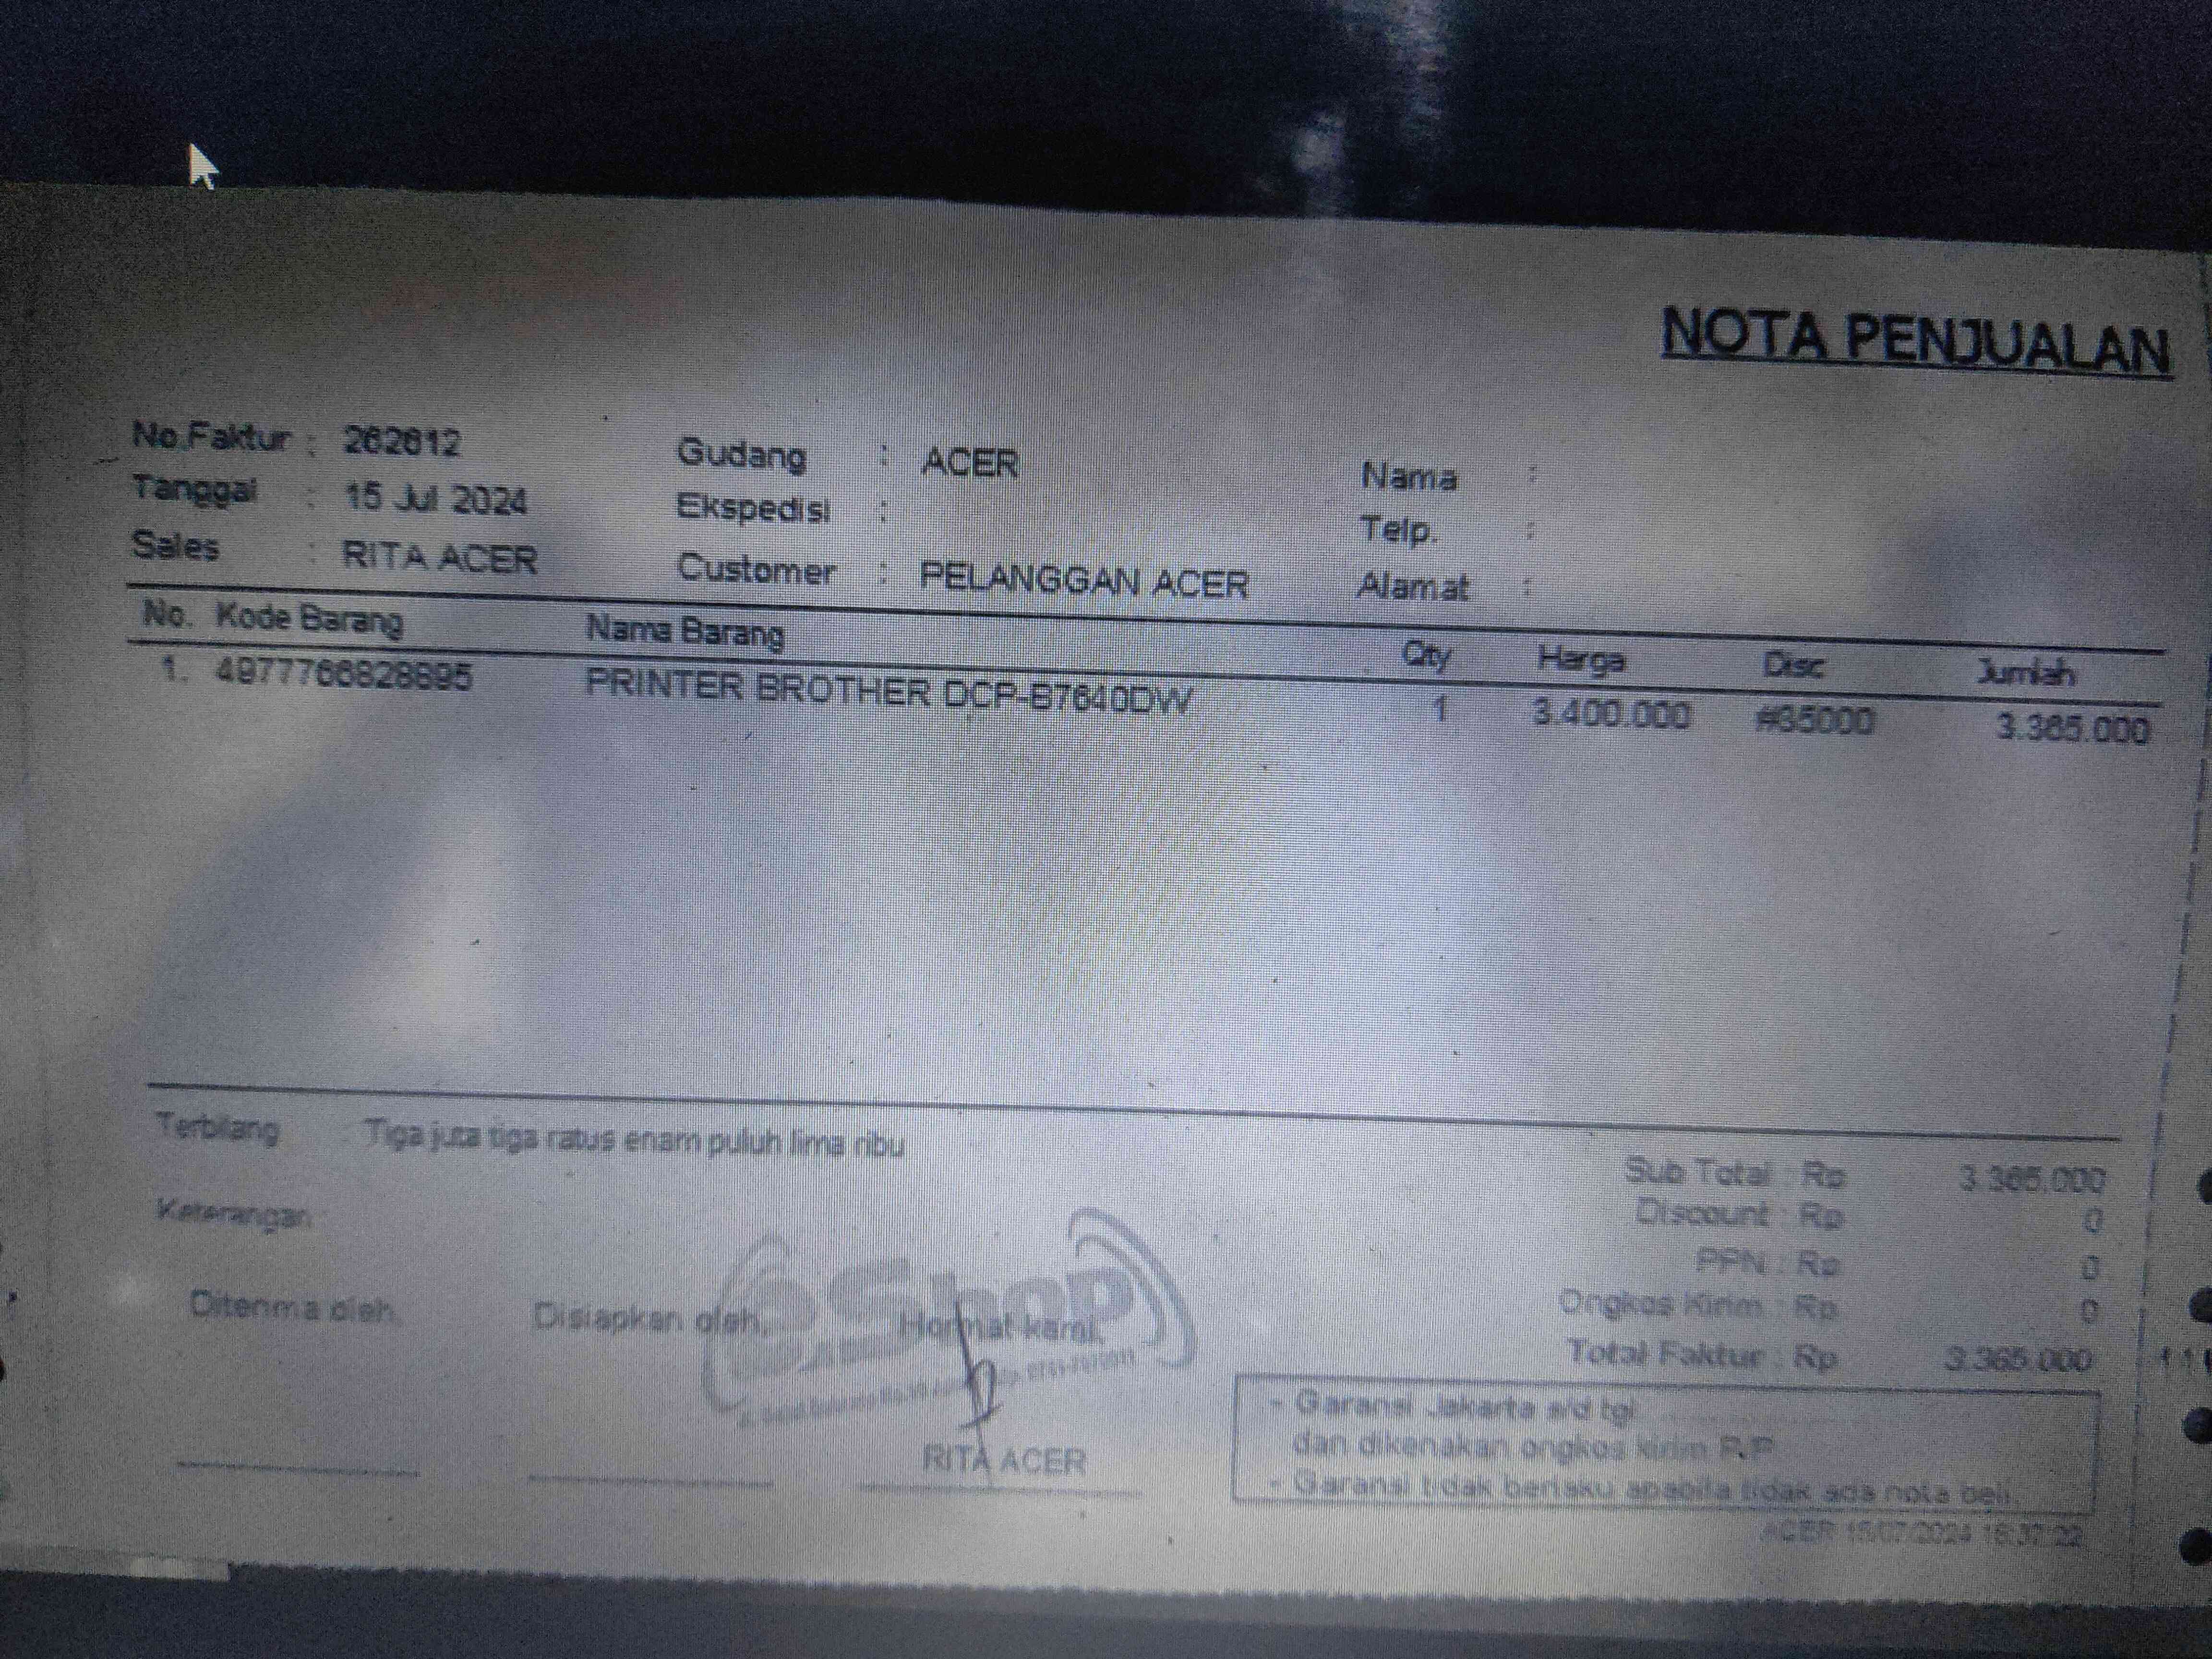 NOTA PENJUALAN
No.Faktur : 262612 Gudang : ACER Nama :
Tanggal : 15 Jul 2024 Ekspedisi : Telp. :
Sales : RITA ACER Customer : PELANGGAN ACER Alamat :
No. Kode Barang Nama Barang Qty Harga Disc Jumlah
1. PRINTER BROTHER DCP-B7640DW 1 3.400.000 #35000 3.365.000
Terbilang Tiga juta tiga ratus enam puluh lima ribu
Sub Total : Rp 3.365.000
Keterangan Discount : Rp 0
PPN : Rp 0
Diterima oleh, Disiapkan oleh, Hormat kami, Ongkos Kirim : Rp 0
Shop
Total Faktur : Rp 3.365.000
- Garansi Jakarta s/d tgl
dan dikenakan ongkos kirim P.P
RITA ACER
- Garansi tidak berlaku apabila tidak ada nota beli.
ACER 15/07/2024 16:37:22